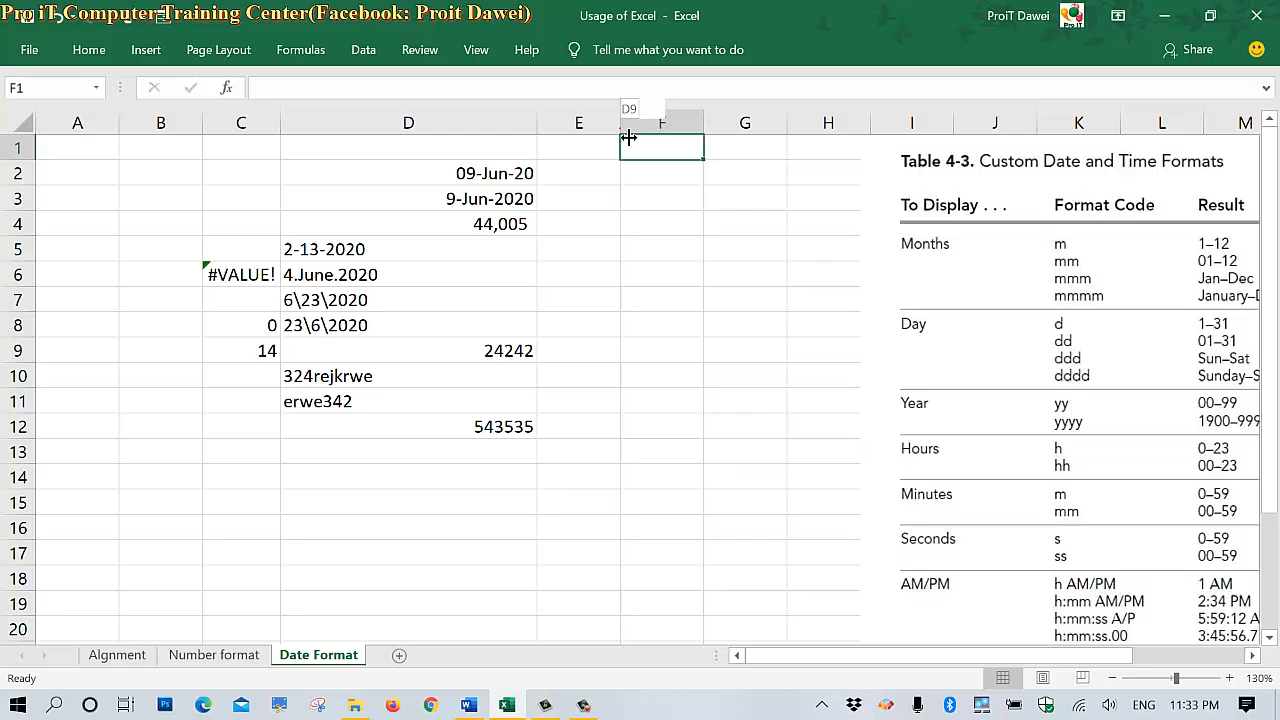 Pro iT Computer Training Center(Facebook: Proit Dawei)
Usage of Excel - Excel
ProiT Dawei
Pro IT
File Home Insert Page Layout Formulas Data Review View Help Tell me what you want to do Share
F1 fx
D9
A B C D E F G H I J K L M
1
2 09-Jun-20
3 9-Jun-2020
4 44,005
5 2-13-2020
6 #VALUE! 4.June.2020
7 6\23\2020
8 0 23\6\2020
9 14 24242
10 324rejkrwe
11 erwe342
12 543535
13
14
15
16
17
18
19
20
Table 4-3. Custom Date and Time Formats
To Display . . . Format Code Result
Months m 1–12
mm 01–12
mmm Jan–Dec
mmmm January–D
Day d 1–31
dd 01–31
ddd Sun–Sat
dddd Sunday–S
Year yy 00–99
yyyy 1900–999
Hours h 0–23
hh 00–23
Minutes m 0–59
mm 00–59
Seconds s 0–59
ss 00–59
AM/PM h AM/PM 1 AM
h:mm AM/PM 2:34 PM
h:mm:ss A/P 5:59:12 A
h:mm:ss.00 3:45:56.7
Algnment Number format Date Format
Ready 130%
ENG 11:33 PM